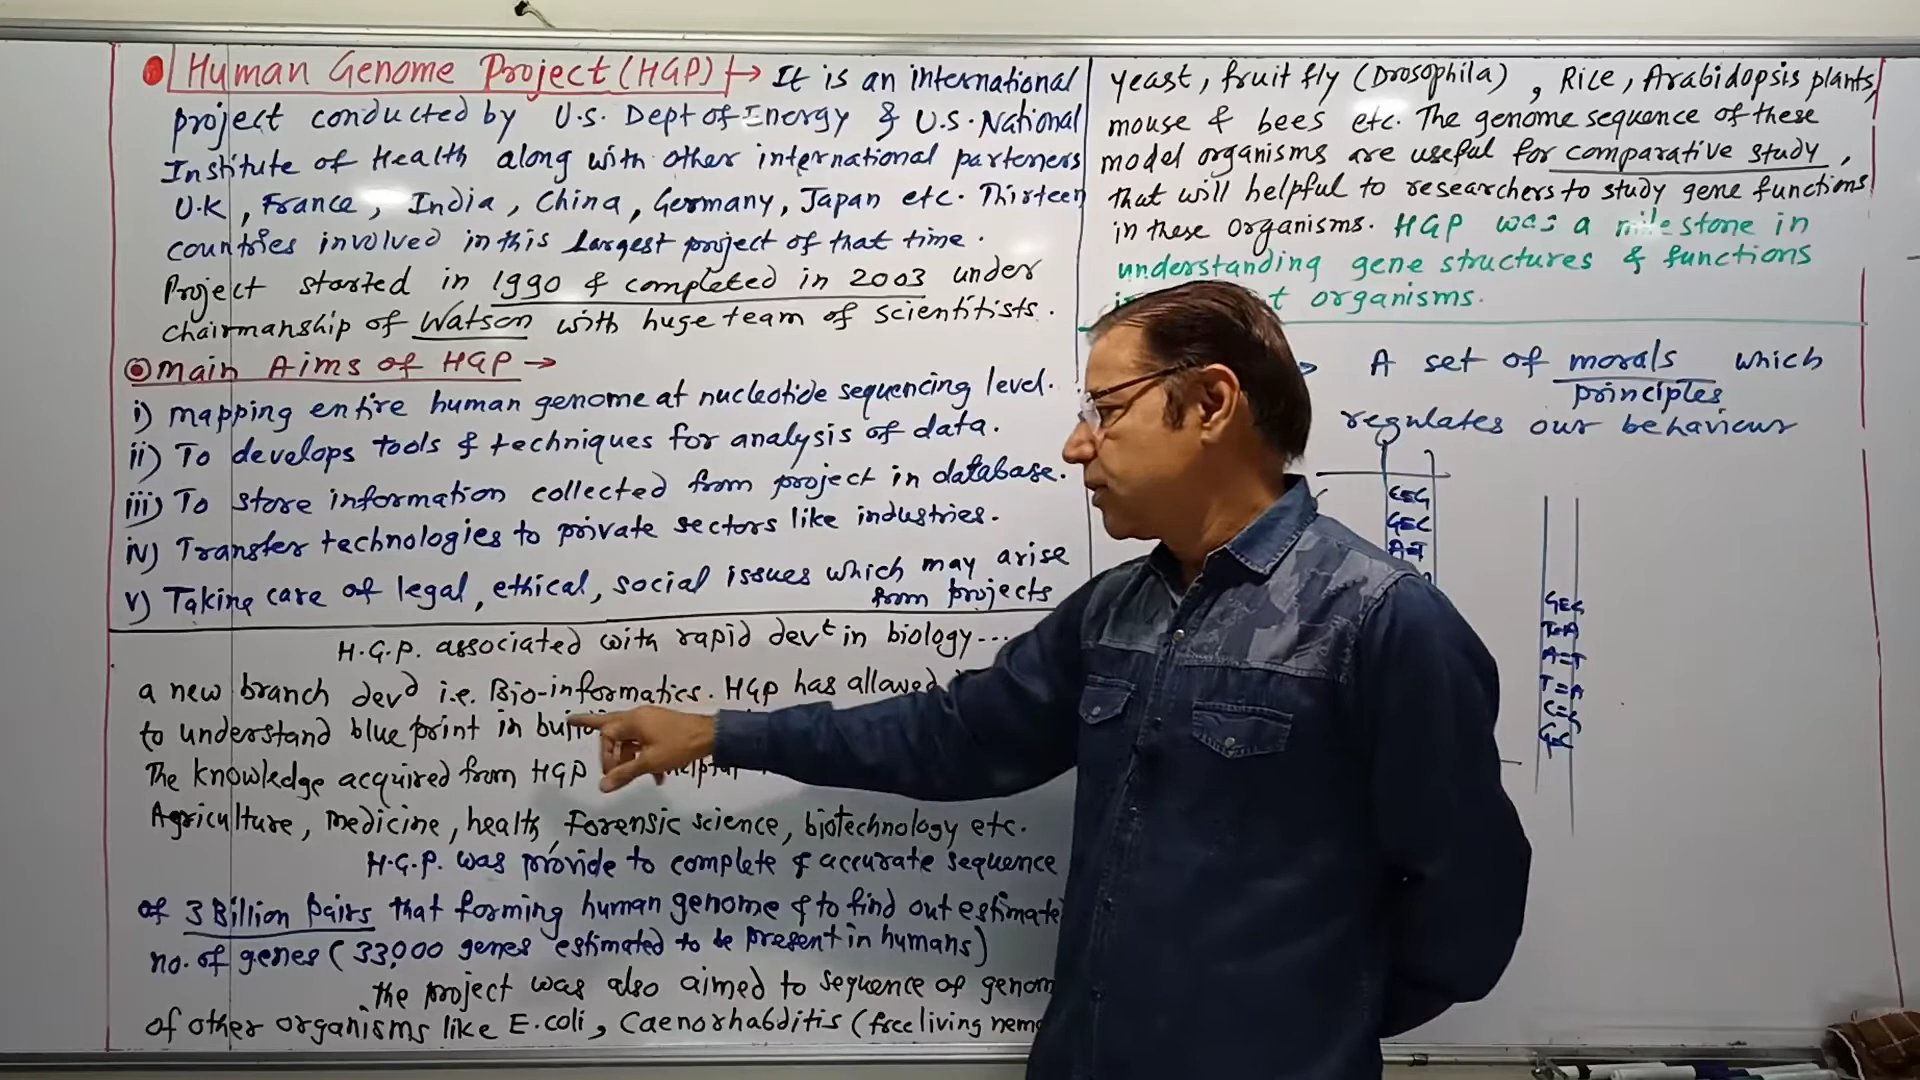 Human Genome Project (HGP) → It is an international
project conducted by U.S. Dept of Energy & U.S. National
Institute of Health along with other international parteners
U.K, France, India, China, Germany, Japan etc. Thirteen
countries involved in this largest project of that time.
Project started in 1990 & completed in 2003 under
chairmanship of Watson with huge team of scientitists.
Main Aims of HGP →
i) mapping entire human genome at nucleotide sequencing level.
ii) To develops tools & techniques for analysis of data.
iii) To store information collected from project in database.
iv) Transfer technologies to private sectors like industries.
v) Taking care of legal, ethical, social issues which may arise
from projects
H.G.P. associated with rapid devt in biology...
a new branch devd i.e. Bio-informatics. HGP has allowed
to understand blue print in
The knowledge acquired from HGP
Agriculture, medicine, health, Forensic science, biotechnology etc.
H.G.P. was provide to complete & accurate sequence
of 3 Billion pairs that forming human genome & to find out estimate
no. of genes (33,000 genes estimated to be present in humans)
The project was also aimed to sequence of genom
of other organisms like E.coli, Caenorhabditis (free living nem
yeast, fruit fly (Drosophila), Rice, Arabidopsis plants,
mouse & bees etc. The genome sequence of these
model organisms are useful for comparative study,
that will helpful to researchers to study gene functions
in these organisms. HGP was a milestone in
understanding gene structures & functions
organisms.
→ A set of morals which
principles
regulates our behaviour
C≡G
G≡C
A=T
G≡C
T=A
A=T
T=A
C≡G
G≡C